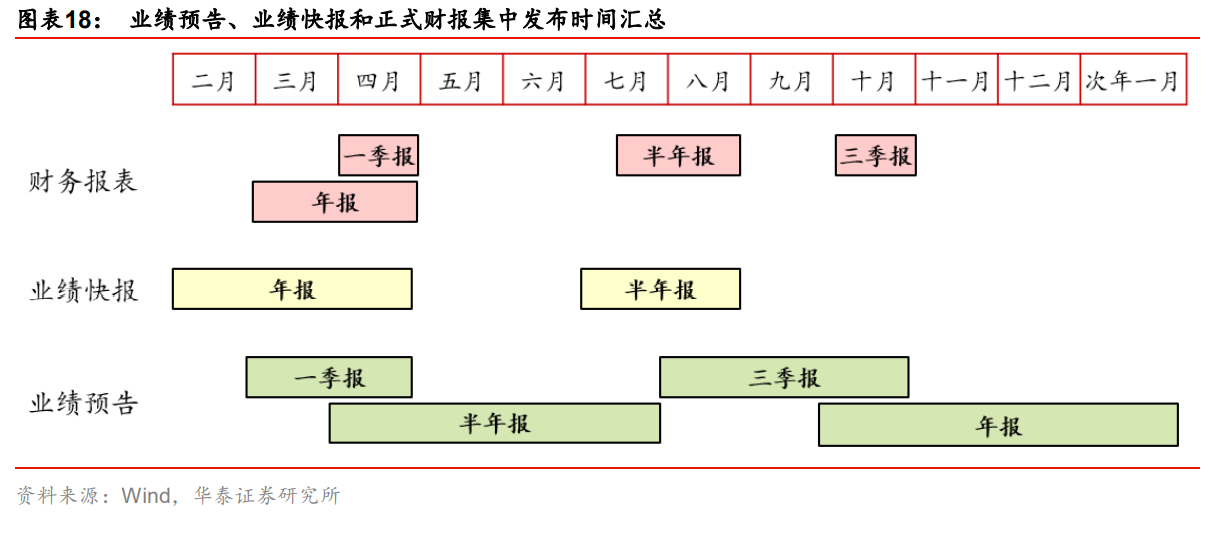 图表18： 业绩预告、业绩快报和正式财报集中发布时间汇总
二月 三月 四月 五月 六月 七月 八月 九月 十月 十一月 十二月 次年一月
财务报表
一季报 半年报 三季报
年报
业绩快报
年报 半年报
业绩预告
一季报 三季报
半年报 年报
资料来源：Wind，华泰证券研究所